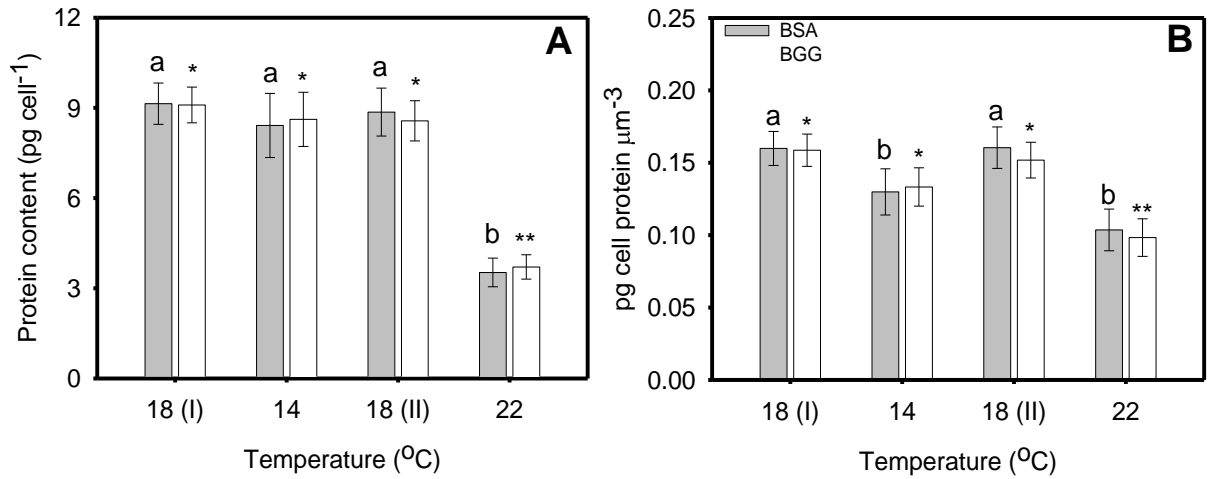 A
Protein content (pg cell-1)
12
9
6
3
0
a * a * a * b **
18 (I) 14 18 (II) 22
Temperature (oC)
B
BSA
BGG
pg cell protein μm-3
0.25
0.20
0.15
0.10
0.05
0.00
a * b * a * b **
18 (I) 14 18 (II) 22
Temperature (oC)